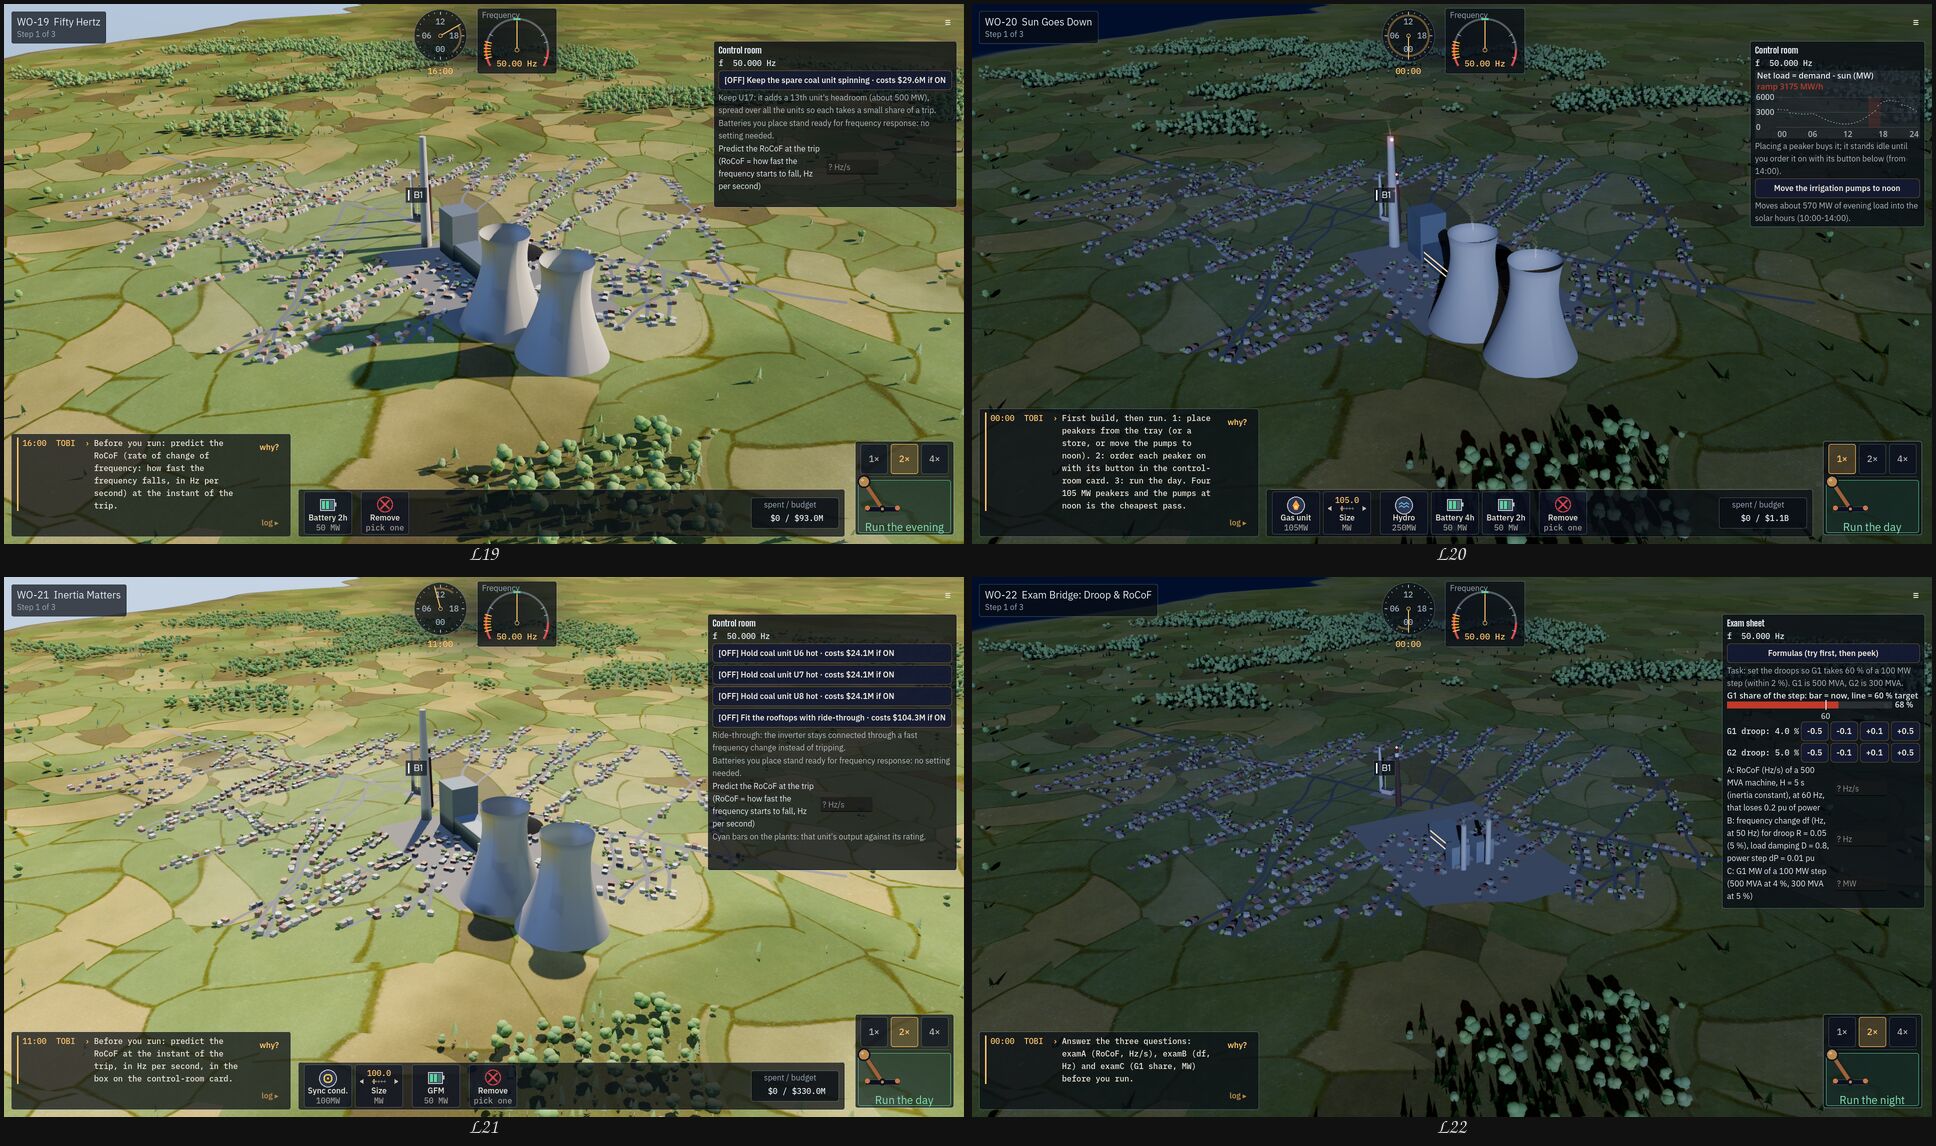 WO-19 Fifty Hertz
Step 1 of 3
12
06 18
00
16:00
Frequency
50.00 Hz
≡
Control room
f 50.000 Hz
[OFF] Keep the spare coal unit spinning · costs $29.6M if ON
Keep U17: it adds a 13th unit's headroom (about 500 MW),
spread over all the units so each takes a small share of a trip.
Batteries you place stand ready for frequency response: no
setting needed.
Predict the RoCoF at the trip
(RoCoF = how fast the
frequency starts to fall, Hz
per second)
? Hz/s
B1
16:00 TOBI › Before you run: predict the
RoCoF (rate of change of
frequency: how fast the
frequency falls, in Hz per
second) at the instant of the
trip.
why?
log ▸
Battery 2h
50 MW
Remove
pick one
spent / budget
$0 / $93.0M
1× 2× 4×
Run the evening
L19
WO-20 Sun Goes Down
Step 1 of 3
12
06 18
00
00:00
Frequency
50.00 Hz
≡
Control room
f 50.000 Hz
Net load = demand - sun (MW)
ramp 3175 MW/h
6000
3000
0
00 06 12 18 24
Placing a peaker buys it; it stands idle until
you order it on with its button below (from
14:00).
Move the irrigation pumps to noon
Moves about 570 MW of evening load into the
solar hours (10:00-14:00).
B1
00:00 TOBI › First build, then run. 1: place
peakers from the tray (or a
store, or move the pumps to
noon). 2: order each peaker on
with its button in the control-
room card. 3: run the day. Four
105 MW peakers and the pumps at
noon is the cheapest pass.
why?
log ▸
Gas unit
105MW
105.0
Size
MW
Hydro
250MW
Battery 4h
50 MW
Battery 2h
50 MW
Remove
pick one
spent / budget
$0 / $1.1B
1× 2× 4×
Run the day
L20
WO-21 Inertia Matters
Step 1 of 3
12
06 18
00
11:00
Frequency
50.00 Hz
≡
Control room
f 50.000 Hz
[OFF] Hold coal unit U6 hot · costs $24.1M if ON
[OFF] Hold coal unit U7 hot · costs $24.1M if ON
[OFF] Hold coal unit U8 hot · costs $24.1M if ON
[OFF] Fit the rooftops with ride-through · costs $104.3M if ON
Ride-through: the inverter stays connected through a fast
frequency change instead of tripping.
Batteries you place stand ready for frequency response: no setting
needed.
Predict the RoCoF at the trip
(RoCoF = how fast the
frequency starts to fall, Hz
per second)
? Hz/s
Cyan bars on the plants: that unit's output against its rating.
B1
11:00 TOBI › Before you run: predict the
RoCoF at the instant of the
trip, in Hz per second, in the
box on the control-room card.
why?
log ▸
Sync cond.
100MW
100.0
Size
MW
GFM
50 MW
Remove
pick one
spent / budget
$0 / $330.0M
1× 2× 4×
Run the day
L21
WO-22 Exam Bridge: Droop & RoCoF
Step 1 of 3
12
06 18
00
00:00
Frequency
50.00 Hz
≡
Exam sheet
f 50.000 Hz
Formulas (try first, then peek)
Task: set the droops so G1 takes 60 % of a 100 MW
step (within 2 %). G1 is 500 MVA, G2 is 300 MVA.
G1 share of the step: bar = now, line = 60 % target
68 %
60
G1 droop: 4.0 % -0.5 -0.1 +0.1 +0.5
G2 droop: 5.0 % -0.5 -0.1 +0.1 +0.5
A: RoCoF (Hz/s) of a 500
MVA machine, H = 5 s
(inertia constant), at 60 Hz,
that loses 0.2 pu of power
? Hz/s
B: frequency change df (Hz,
at 50 Hz) for droop R = 0.05
(5 %), load damping D = 0.8,
power step dP = 0.01 pu
? Hz
C: G1 MW of a 100 MW step
(500 MVA at 4 %, 300 MVA
at 5 %)
? MW
B1
00:00 TOBI › Answer the three questions:
examA (RoCoF, Hz/s), examB (df,
Hz) and examC (G1 share, MW)
before you run.
why?
log ▸
1× 2× 4×
Run the night
L22